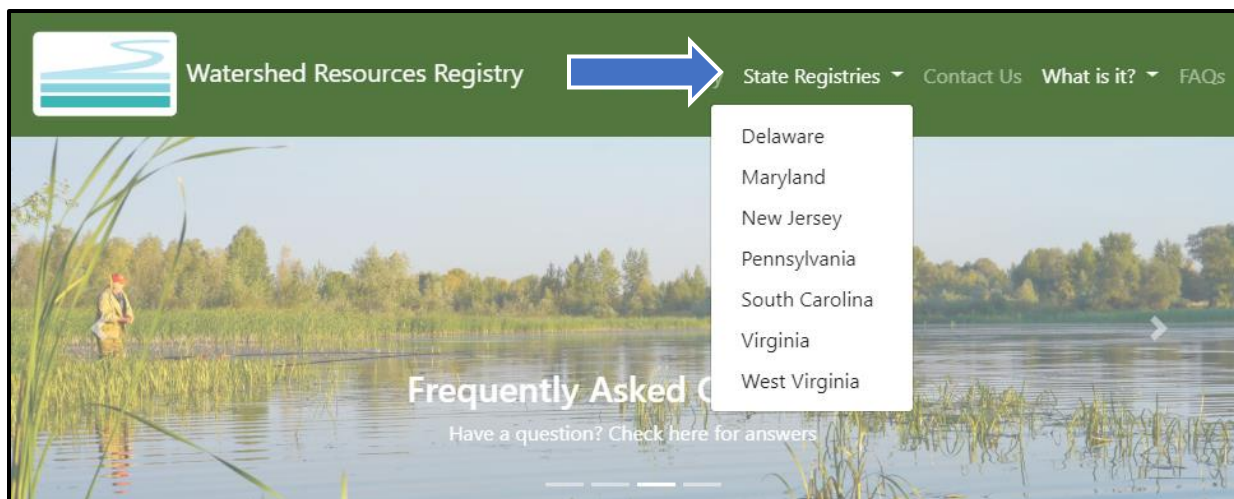 Watershed Resources Registry
State Registries
Contact Us
What is it?
FAQs
Delaware
Maryland
New Jersey
Pennsylvania
South Carolina
Virginia
West Virginia
Frequently Asked
Have a question? Check here for answers